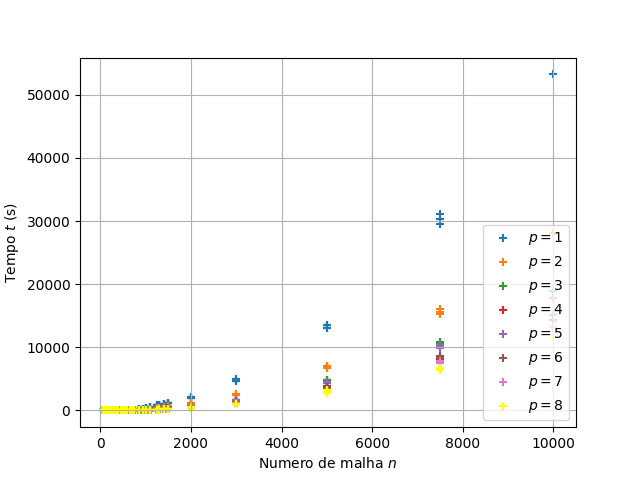 50000
40000
30000
20000
10000
0
Tempo t (s)
0
2000
4000
6000
8000
10000
Numero de malha n
p = 1
p = 2
p = 3
p = 4
p = 5
p = 6
p = 7
p = 8